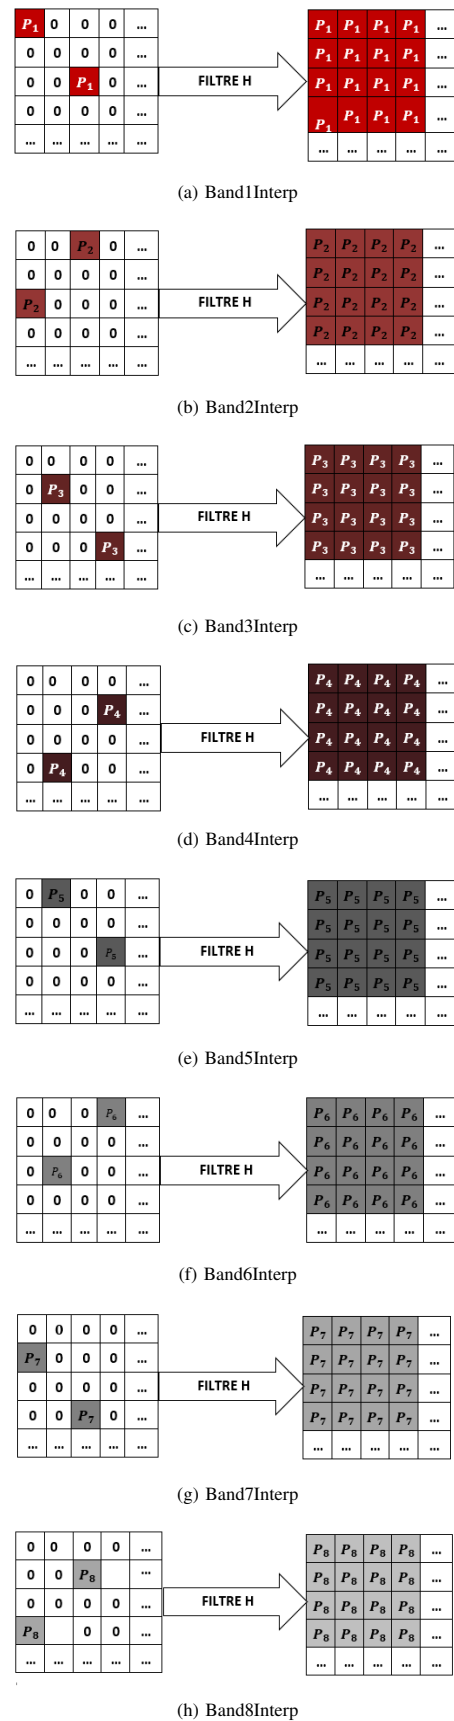 P₁ 0 0 0 ... P₁ P₁ P₁ P₁ ...
0 0 0 0 ... P₁ P₁ P₁ P₁ ...
0 0 P₁ 0 ... FILTRE H P₁ P₁ P₁ P₁ ...
0 0 0 0 ... P₁ P₁ P₁ P₁ ...
... ... ... ... ... ... ... ... ... ...
(a) Band1Interp
0 0 P₂ 0 ... P₂ P₂ P₂ P₂ ...
0 0 0 0 ... P₂ P₂ P₂ P₂ ...
P₂ 0 0 0 ... FILTRE H P₂ P₂ P₂ P₂ ...
0 0 0 0 ... P₂ P₂ P₂ P₂ ...
... ... ... ... ... ... ... ... ... ...
(b) Band2Interp
0 0 0 0 ... P₃ P₃ P₃ P₃ ...
0 P₃ 0 0 ... P₃ P₃ P₃ P₃ ...
0 0 0 0 ... FILTRE H P₃ P₃ P₃ P₃ ...
0 0 0 P₃ ... P₃ P₃ P₃ P₃ ...
... ... ... ... ... ... ... ... ... ...
(c) Band3Interp
0 0 0 0 ... P₄ P₄ P₄ P₄ ...
0 0 0 P₄ ... P₄ P₄ P₄ P₄ ...
0 0 0 0 ... FILTRE H P₄ P₄ P₄ P₄ ...
0 P₄ 0 0 ... P₄ P₄ P₄ P₄ ...
... ... ... ... ... ... ... ... ... ...
(d) Band4Interp
0 P₅ 0 0 ... P₅ P₅ P₅ P₅ ...
0 0 0 0 ... P₅ P₅ P₅ P₅ ...
0 0 0 P₅ ... FILTRE H P₅ P₅ P₅ P₅ ...
0 0 0 0 ... P₅ P₅ P₅ P₅ ...
... ... ... ... ... ... ... ... ... ...
(e) Band5Interp
0 0 0 P₆ ... P₆ P₆ P₆ P₆ ...
0 0 0 0 ... P₆ P₆ P₆ P₆ ...
0 P₆ 0 0 ... FILTRE H P₆ P₆ P₆ P₆ ...
0 0 0 0 ... P₆ P₆ P₆ P₆ ...
... ... ... ... ... ... ... ... ... ...
(f) Band6Interp
0 0 0 0 ... P₇ P₇ P₇ P₇ ...
P₇ 0 0 0 ... P₇ P₇ P₇ P₇ ...
0 0 0 0 ... FILTRE H P₇ P₇ P₇ P₇ ...
0 0 P₇ 0 ... P₇ P₇ P₇ P₇ ...
... ... ... ... ... ... ... ... ... ...
(g) Band7Interp
0 0 0 0 ... P₈ P₈ P₈ P₈ ...
0 0 P₈ ... P₈ P₈ P₈ P₈ ...
0 0 0 0 ... FILTRE H P₈ P₈ P₈ P₈ ...
P₈ 0 0 ... P₈ P₈ P₈ P₈ ...
... ... ... ... ... ... ... ... ... ...
(h) Band8Interp